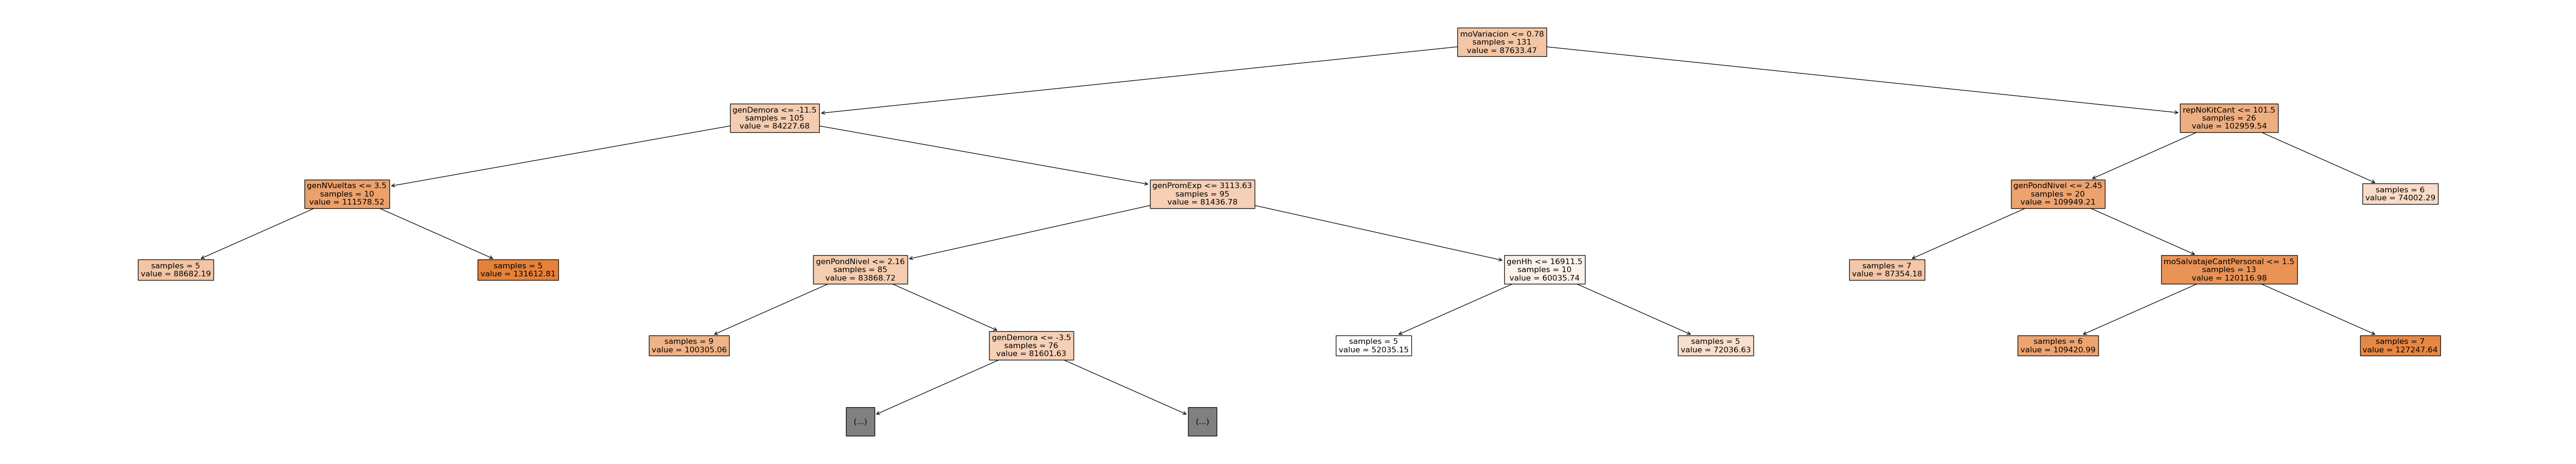 moVariacion <= 0.78
samples = 131
value = 87633.47
genDemora <= -11.5
samples = 105
value = 84227.68
repNoKitCant <= 101.5
samples = 26
value = 102959.54
genNVueltas <= 3.5
samples = 10
value = 111578.52
genPromExp <= 3113.63
samples = 95
value = 81436.78
genPondNivel <= 2.45
samples = 20
value = 109949.21
samples = 6
value = 74002.29
samples = 5
value = 88682.19
samples = 5
value = 131612.81
genPondNivel <= 2.16
samples = 85
value = 83868.72
genHh <= 16911.5
samples = 10
value = 60035.74
samples = 7
value = 87354.18
moSalvatajeCantPersonal <= 1.5
samples = 13
value = 120116.98
samples = 9
value = 100305.06
genDemora <= -3.5
samples = 76
value = 81601.63
samples = 5
value = 52035.15
samples = 5
value = 72036.63
samples = 6
value = 109420.99
samples = 7
value = 127247.64
(...)
(...)